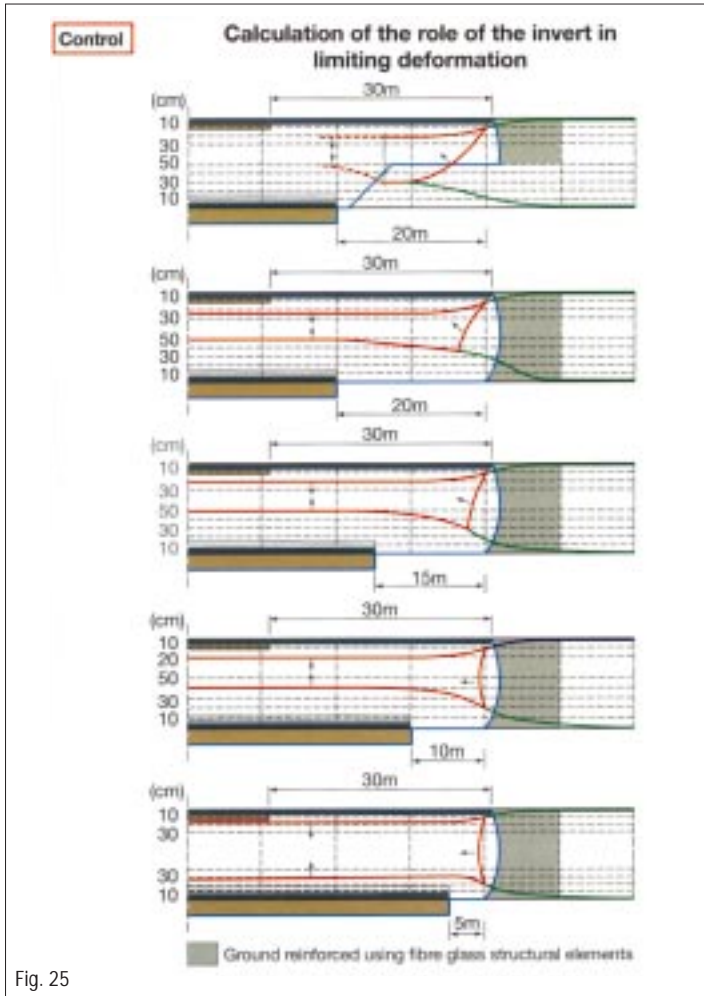 Control
Calculation of the role of the invert in
limiting deformation
30m
(cm)
10
30
50
30
10
20m
30m
(cm)
10
30
50
30
10
20m
30m
(cm)
10
30
50
30
10
15m
30m
(cm)
10
20
50
30
10
10m
30m
(cm)
10
30
30
10
5m
Ground reinforced using fibre glass structural elements
Fig. 25